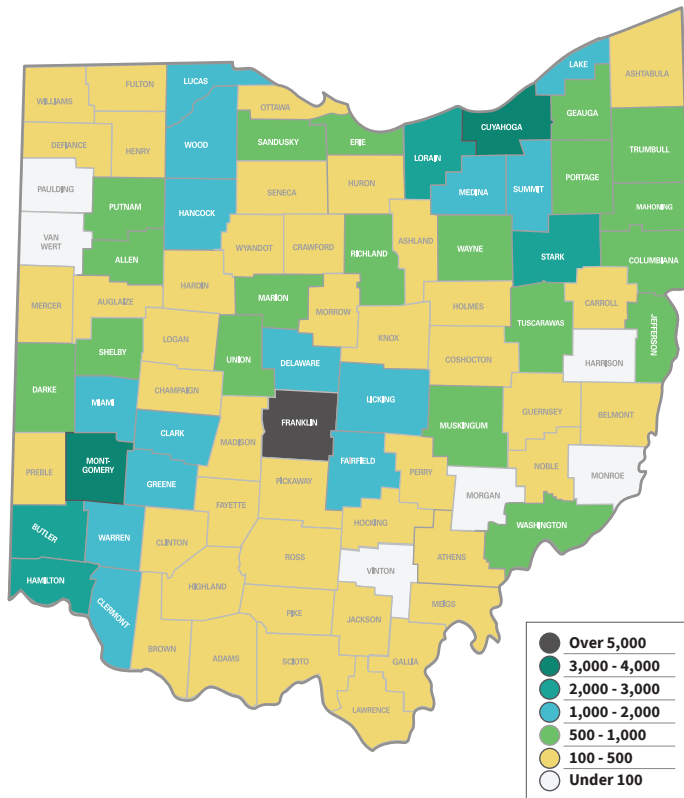 LAKE
ASHTABULA
LUCAS
FULTON
WILLIAMS
OTTAWA
GEAUGA
CUYAHOGA
DEFIANCE
HENRY
WOOD
SANDUSKY
ERIE
LORAIN
TRUMBULL
PAULDING
PUTNAM
HANCOCK
SENECA
HURON
MEDINA
SUMMIT
PORTAGE
MAHONING
VAN
WERT
ALLEN
WYANDOT
CRAWFORD
RICHLAND
ASHLAND
WAYNE
STARK
COLUMBIANA
MERCER
AUGLAIZE
HARDIN
MARION
MORROW
HOLMES
TUSCARAWAS
CARROLL
JEFFERSON
SHELBY
LOGAN
UNION
KNOX
COSHOCTON
HARRISON
DARKE
MIAMI
CHAMPAIGN
DELAWARE
LICKING
GUERNSEY
BELMONT
CLARK
MADISON
FRANKLIN
MUSKINGUM
PREBLE
MONT-
GOMERY
GREENE
FAIRFIELD
PERRY
NOBLE
MONROE
FAYETTE
PICKAWAY
MORGAN
BUTLER
WARREN
CLINTON
HOCKING
WASHINGTON
HAMILTON
CLERMONT
HIGHLAND
ROSS
VINTON
ATHENS
MEIGS
BROWN
ADAMS
PIKE
JACKSON
SCIOTO
GALLIA
LAWRENCE
Over 5,000
3,000 - 4,000
2,000 - 3,000
1,000 - 2,000
500 - 1,000
100 - 500
Under 100